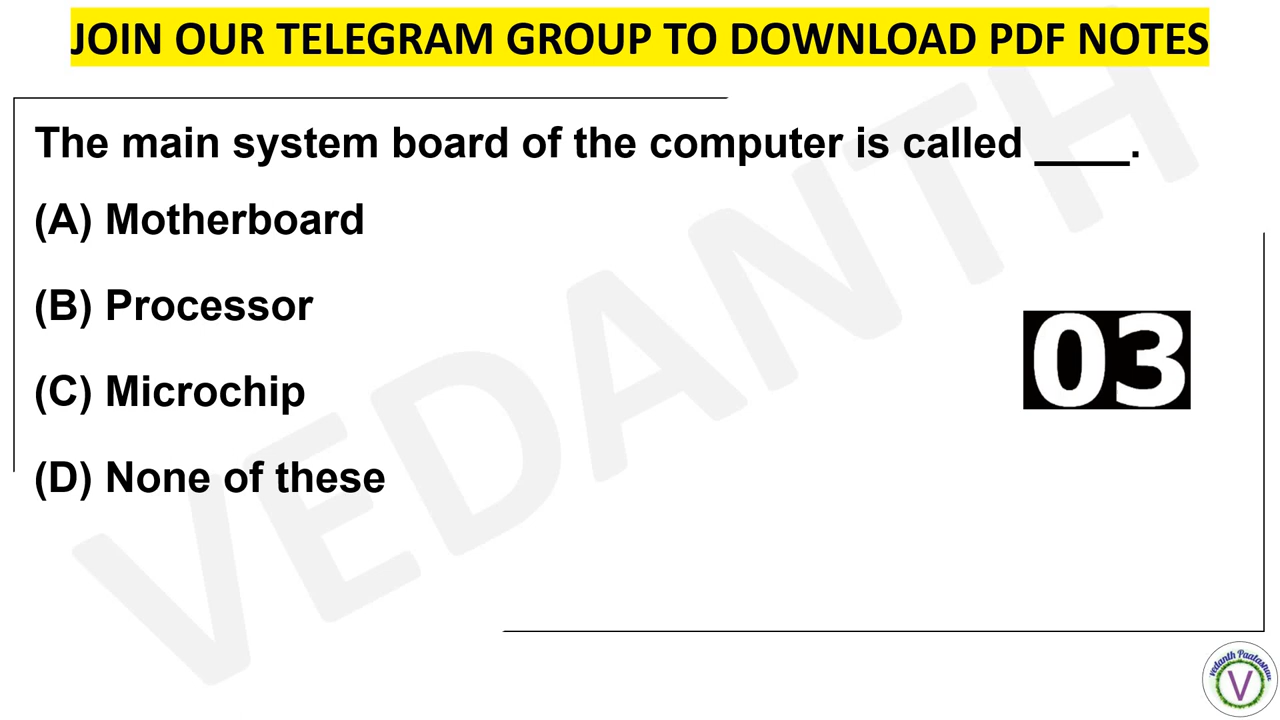 JOIN OUR TELEGRAM GROUP TO DOWNLOAD PDF NOTES
The main system board of the computer is called ____.
(A) Motherboard
(B) Processor
03
(C) Microchip
(D) None of these
VEDANTH
V